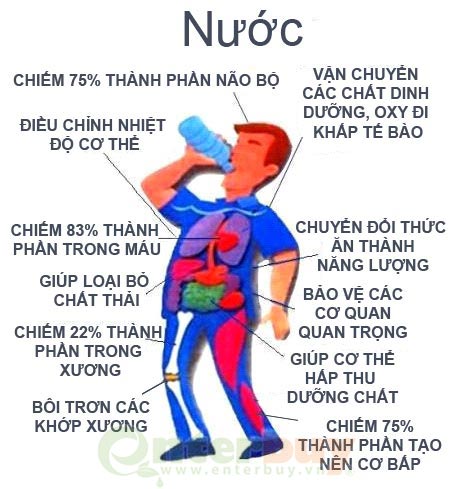 Nước
CHIẾM 75% THÀNH PHẦN NÃO BỘ
VẬN CHUYỂN
CÁC CHẤT DINH
DƯỠNG, OXY ĐI
KHẮP TẾ BÀO
ĐIỀU CHỈNH NHIỆT
ĐỘ CƠ THỂ
CHIẾM 83% THÀNH
PHẦN TRONG MÁU
CHUYỂN ĐỔI THỨC
ĂN THÀNH
NĂNG LƯỢNG
GIÚP LOẠI BỎ
CHẤT THẢI
BẢO VỆ CÁC
CƠ QUAN
QUAN TRỌNG
CHIẾM 22% THÀNH
PHẦN TRONG
XƯƠNG
GIÚP CƠ THỂ
HẤP THU
DƯỠNG CHẤT
BÔI TRƠN CÁC
KHỚP XƯƠNG
CHIẾM 75%
THÀNH PHẦN TẠO
NÊN CƠ BẮP
enterbuy
www.enterbuy.vn